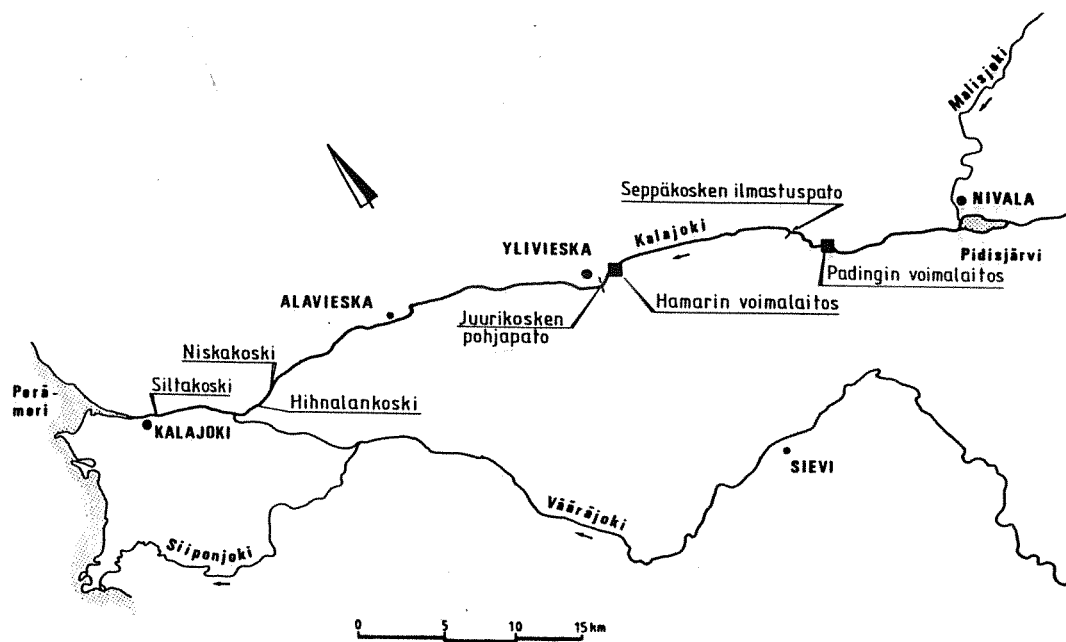 Malisjoki
NIVALA
Seppäkosken ilmastuspato
Kalajoki
Pidisjärvi
YLIVIESKA
Padingin voimalaitos
ALAVIESKA
Hamarin voimalaitos
Juurikosken
pohjapato
Niskakoski
Siltakoski
Perä-
meri
Hihnalankoski
KALAJOKI
SIEVI
Vääräjoki
Siiponjoki
0 5 10 15 km